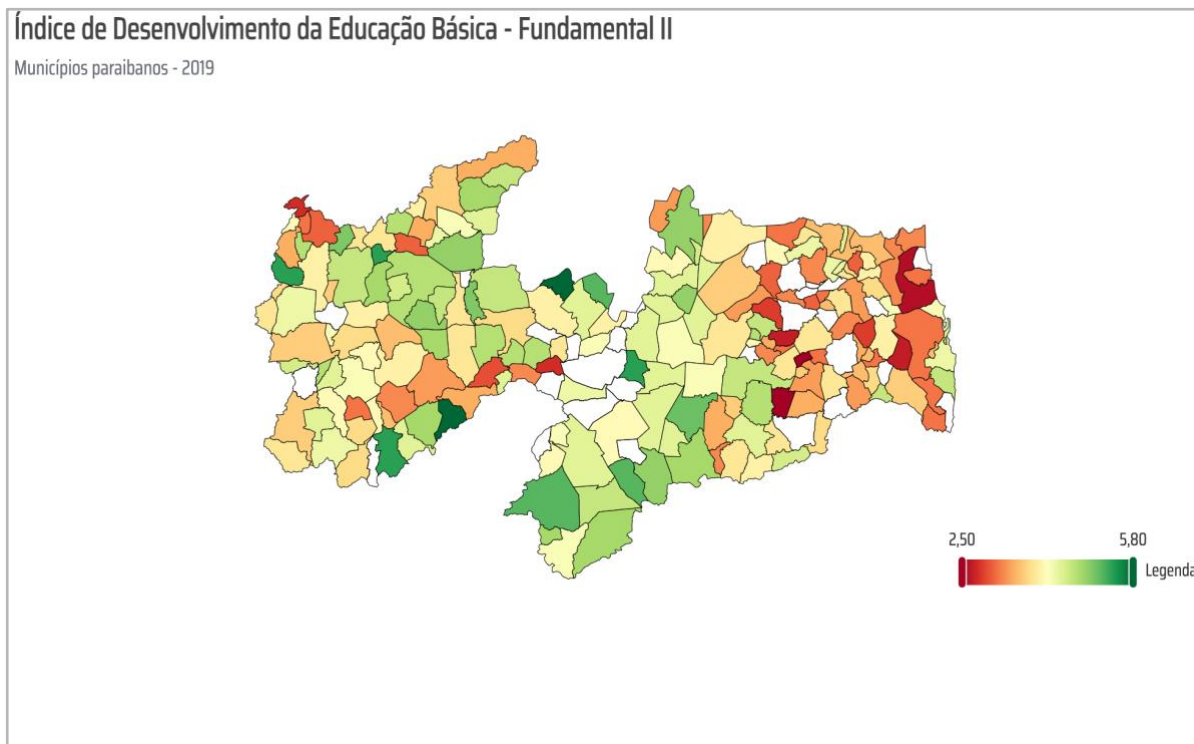 Índice de Desenvolvimento da Educação Básica - Fundamental II
Municípios paraibanos - 2019
2,50 5,80
Legenda